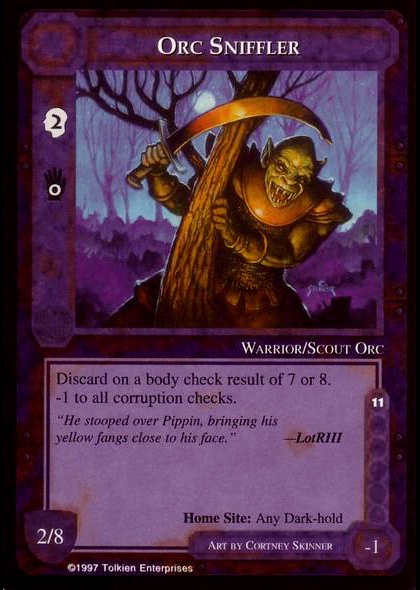 ORC SNIFFLER
2
0
WARRIOR/SCOUT ORC
Discard on a body check result of 7 or 8.
-1 to all corruption checks.
“He stooped over Pippin, bringing his
yellow fangs close to his face.” —LotRIII
11
Home Site: Any Dark-hold
2/8
ART BY CORTNEY SKINNER
-1
©1997 Tolkien Enterprises